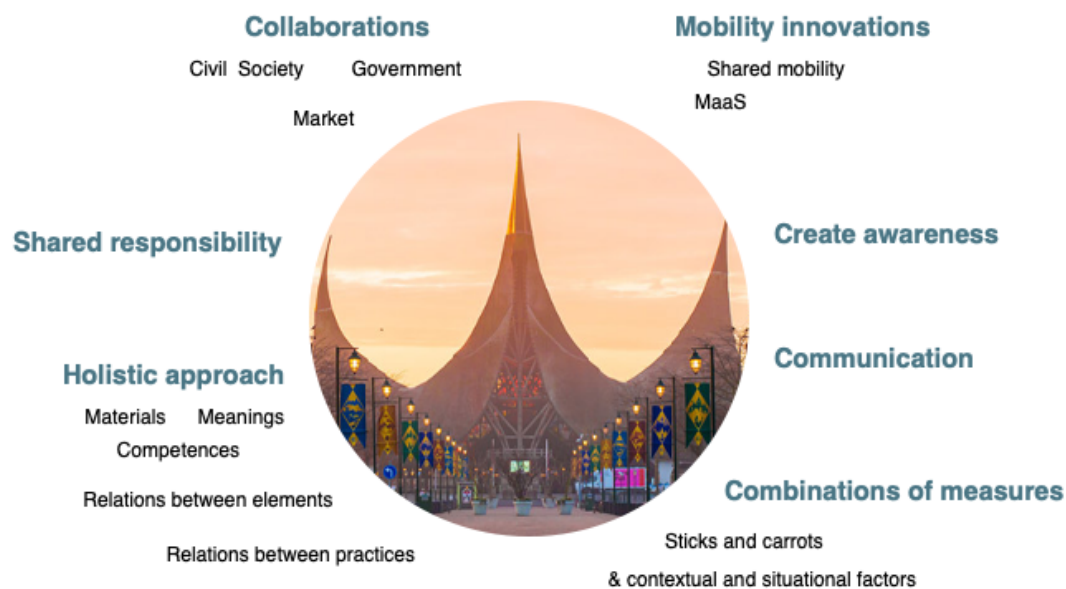 Collaborations
Civil Society Government
Market
Mobility innovations
Shared mobility
MaaS
Shared responsibility
Create awareness
Holistic approach
Materials Meanings
Competences
Relations between elements
Relations between practices
Communication
Combinations of measures
Sticks and carrots
& contextual and situational factors